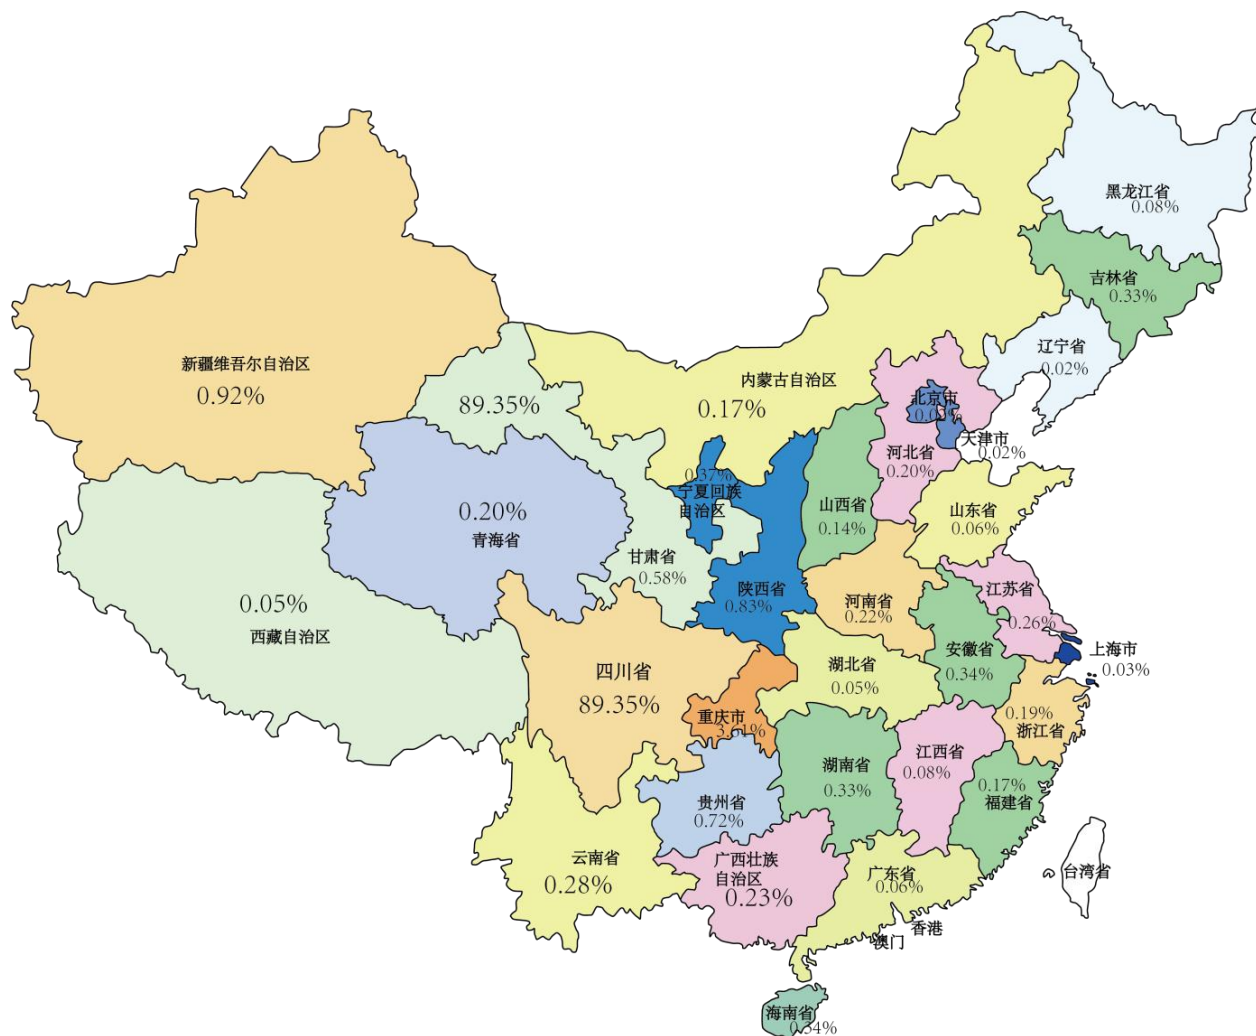 黑龙江省
0.08%
吉林省
0.33%
辽宁省
0.02%
新疆维吾尔自治区
0.92%
内蒙古自治区
0.17%
89.35%
北京市
天津市
0.02%
河北省
0.20%
0.37%
宁夏回族
自治区
山西省
0.14%
山东省
0.06%
0.20%
青海省
甘肃省
0.58%
陕西省
0.83%
河南省
0.22%
江苏省
0.26%
0.05%
西藏自治区
四川省
89.35%
湖北省
0.05%
安徽省
0.34%
上海市
0.03%
重庆市
3.61%
0.19%
浙江省
湖南省
0.33%
江西省
0.08%
0.17%
福建省
贵州省
0.72%
云南省
0.28%
广西壮族
自治区
0.23%
广东省
0.06%
台湾省
香港
澳门
海南省
0.34%